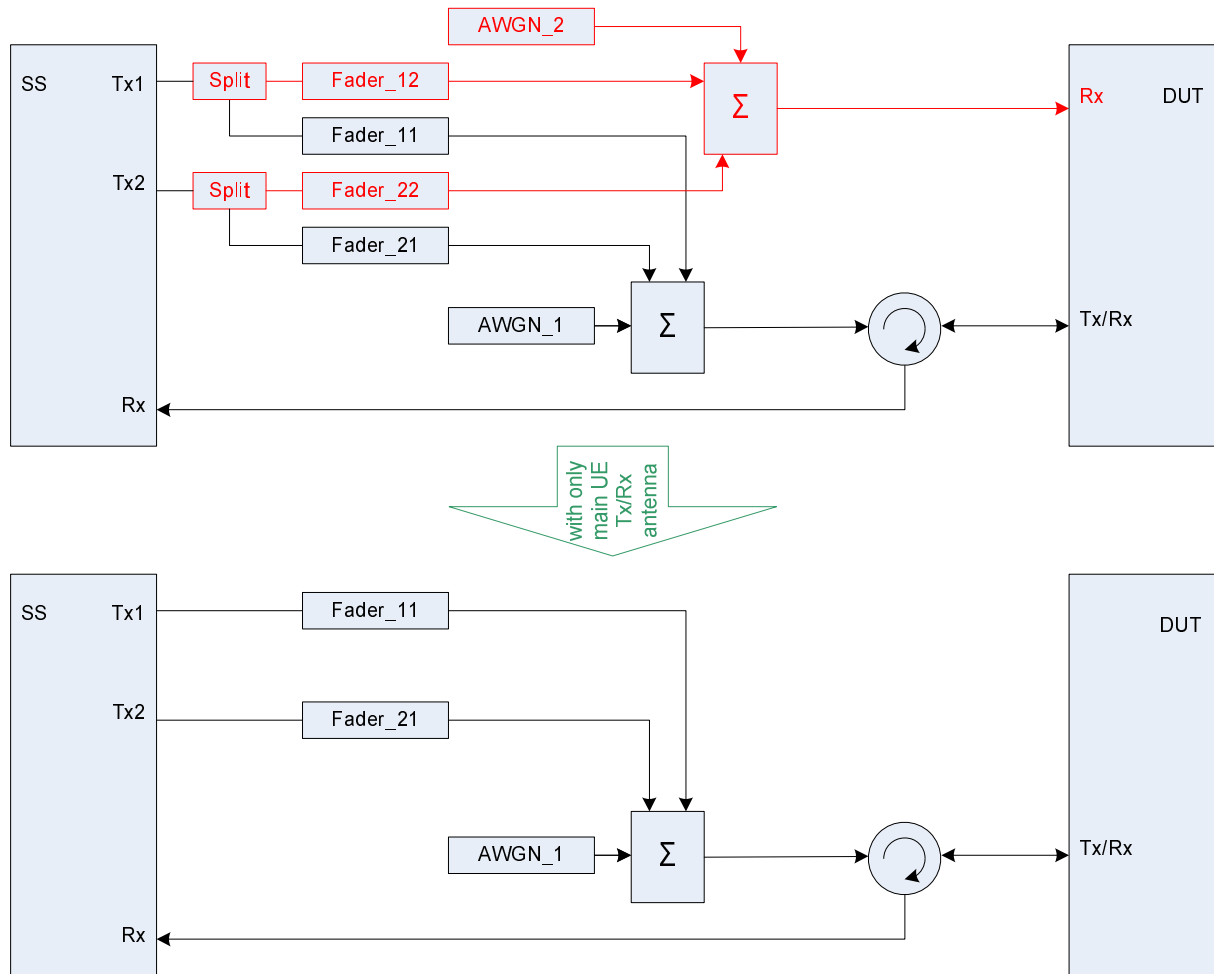 AWGN_2
SS
Tx1
Split
Fader_12
Σ
Rx
DUT
Fader_11
Tx2
Split
Fader_22
Fader_21
AWGN_1
Σ
Tx/Rx
Rx
with only
main UE
Tx/Rx
antenna
SS
Tx1
Fader_11
DUT
Tx2
Fader_21
AWGN_1
Σ
Tx/Rx
Rx